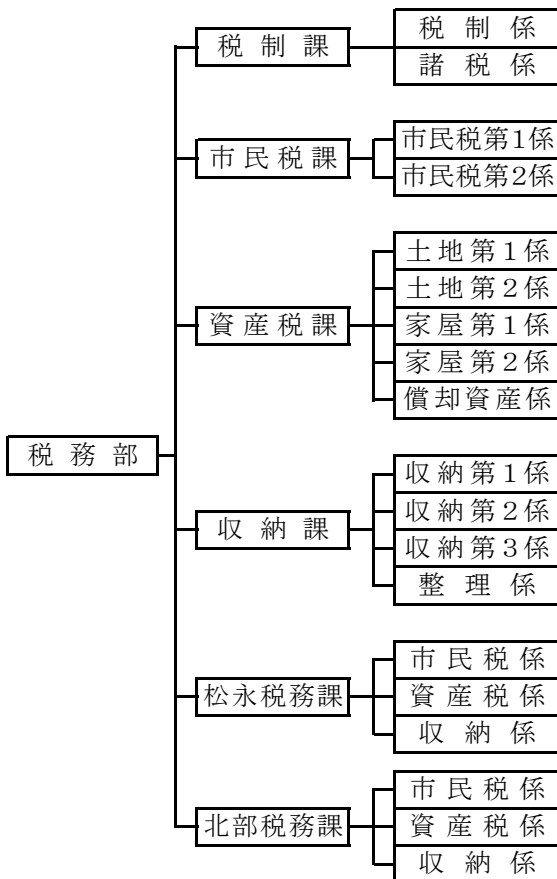 税務部
税制課
税制係
諸税係
市民税課
市民税第1係
市民税第2係
資産税課
土地第1係
土地第2係
家屋第1係
家屋第2係
償却資産係
収納課
収納第1係
収納第2係
収納第3係
整理係
松永税務課
市民税係
資産税係
収納係
北部税務課
市民税係
資産税係
収納係